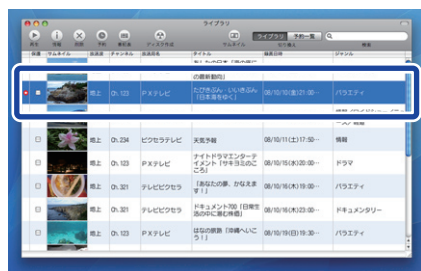 ライブラリ
再生 情報 削除 予約 ディスク作成 サムネイル ライブラリ 予約一覧 切り換え 検索
保護 サムネイル 放送波 チャンネル 放送局名 タイトル 録画日時 ジャンル
の最新動向」
地上 Ch. 123 PXテレビ たびきぶん・いいきぶん「日本海をゆく」 08/10/10(金)21:00… バラエティ
地上 Ch. 234 ピクセラテレビ 天気予報 08/10/11(土)17:50… 情報
地上 Ch. 123 PXテレビ ナイトドラマエンターテイメント「サキヨミのこころ」 08/10/15(水)20:00… ドラマ
地上 Ch. 321 テレビピクセラ 「あなたの夢、かなえます!」 08/10/16(木)19:00… バラエティ
地上 Ch. 321 テレビピクセラ ドキュメント700「日常生活の中に潜む映像」 08/10/16(木)23:00… ドキュメンタリー
地上 Ch. 123 PXテレビ はなの旅路「沖縄へいこう!」 08/10/19(日)19:30… バラエティ